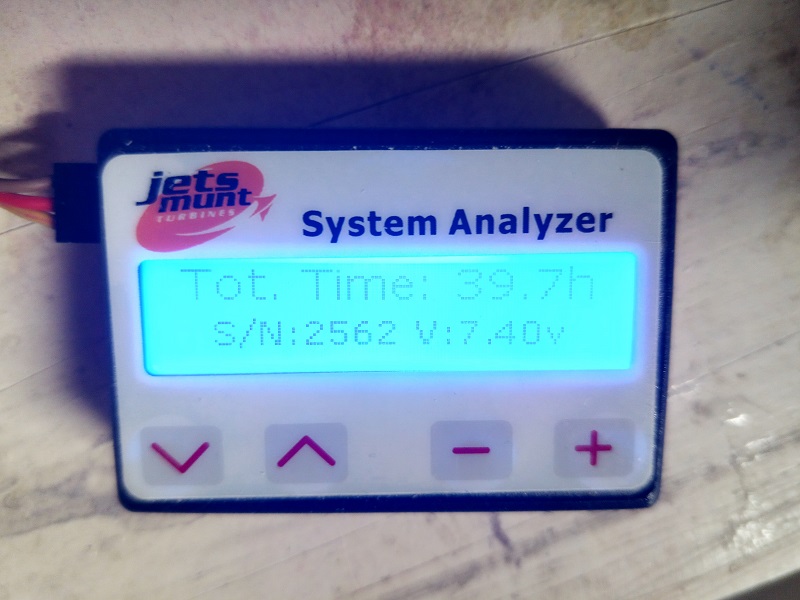 jets
munt
TURBINES
System Analyzer
Tot. Time: 39.7h
S/N:2562 V:7.40v